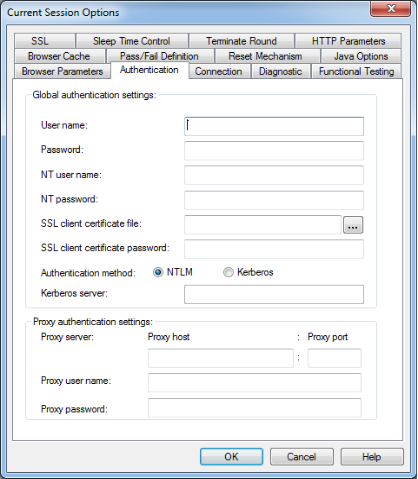 Current Session Options
SSL Sleep Time Control Terminate Round HTTP Parameters
Browser Cache Pass/Fail Definition Reset Mechanism Java Options
Browser Parameters Authentication Connection Diagnostic Functional Testing
Global authentication settings:
User name:
Password:
NT user name:
NT password:
SSL client certificate file: ...
SSL client certificate password:
Authentication method: NTLM Kerberos
Kerberos server:
Proxy authentication settings:
Proxy server: Proxy host : Proxy port
:
Proxy user name:
Proxy password:
OK Cancel Help